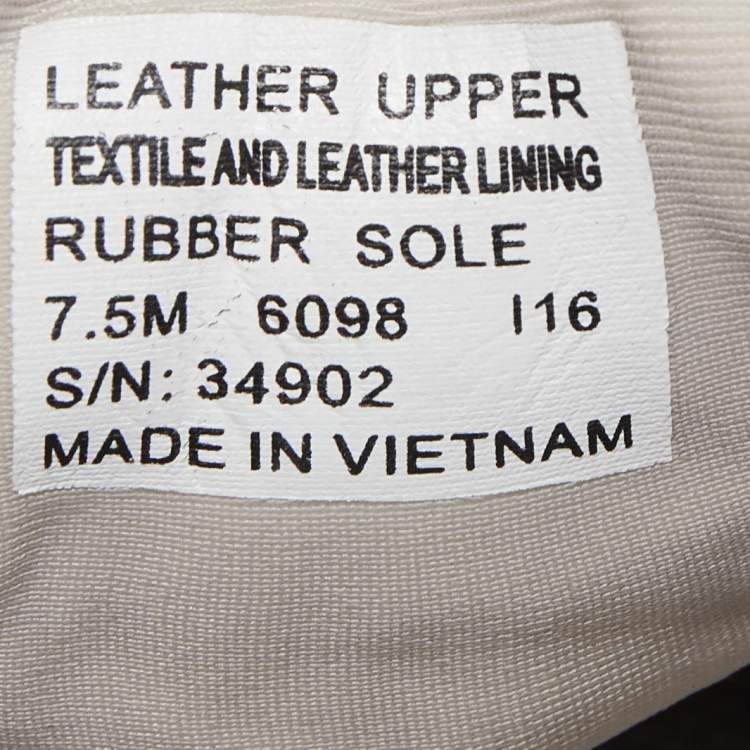 LEATHER UPPER
TEXTILE AND LEATHER LINING
RUBBER SOLE
7.5M 6098 I16
S/N: 34902
MADE IN VIETNAM